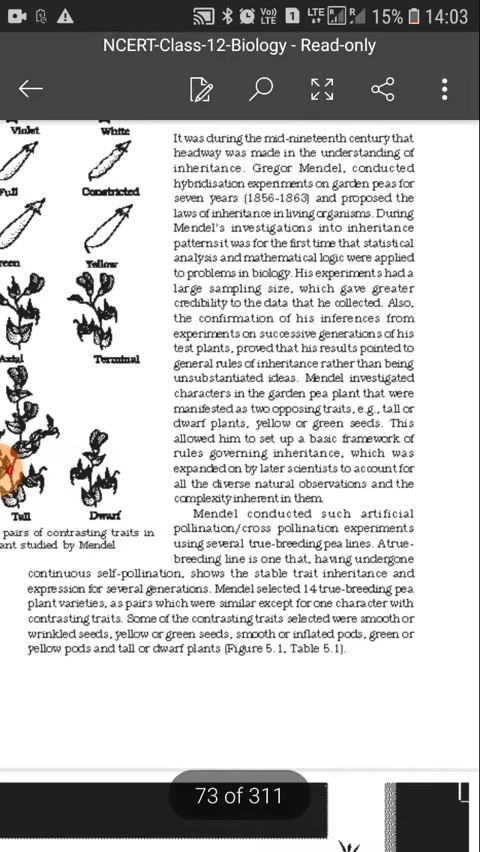 15% 14:03
NCERT-Class-12-Biology - Read-only
Violet White
Full Constricted
reen Yellow
Axial Terminal
Tall Dwarf
pairs of contrasting traits in
ant studied by Mendel
It was during the mid-nineteenth century that
headway was made in the understanding of
inheritance. Gregor Mendel, conducted
hybridisation experiments on garden peas for
seven years (1856-1863) and proposed the
laws of inheritance in living organisms. During
Mendel's investigations into inheritance
patterns it was for the first time that statistical
analysis and mathematical logic were applied
to problems in biology. His experiments had a
large sampling size, which gave greater
credibility to the data that he collected. Also,
the confirmation of his inferences from
experiments on successive generations of his
test plants, proved that his results pointed to
general rules of inheritance rather than being
unsubstantiated ideas. Mendel investigated
characters in the garden pea plant that were
manifested as two opposing traits, e.g., tall or
dwarf plants, yellow or green seeds. This
allowed him to set up a basic framework of
rules governing inheritance, which was
expanded on by later scientists to account for
all the diverse natural observations and the
complexity inherent in them.
Mendel conducted such artificial
pollination/cross pollination experiments
using several true-breeding pea lines. A true-
breeding line is one that, having undergone
continuous self-pollination, shows the stable trait inheritance and
expression for several generations. Mendel selected 14 true-breeding pea
plant varieties, as pairs which were similar except for one character with
contrasting traits. Some of the contrasting traits selected were smooth or
wrinkled seeds, yellow or green seeds, smooth or inflated pods, green or
yellow pods and tall or dwarf plants (Figure 5.1, Table 5.1).
73 of 311